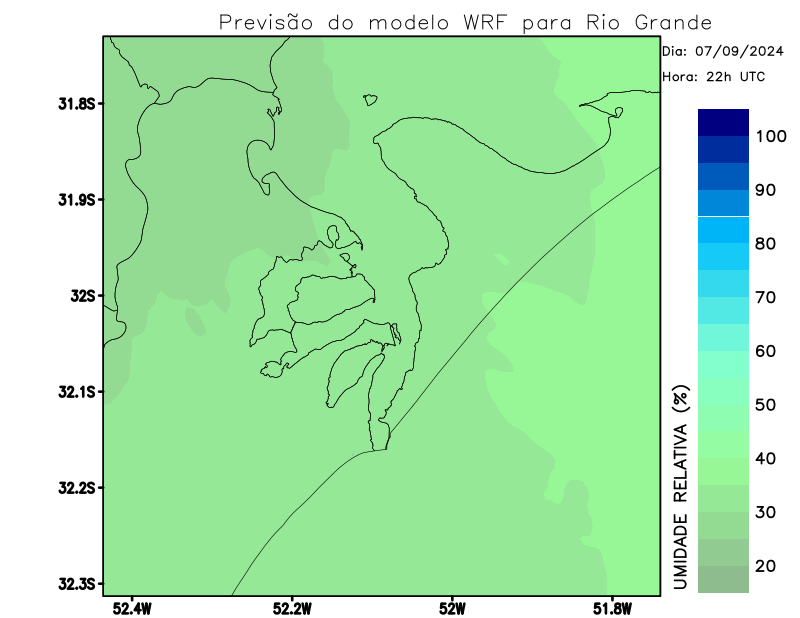 Previsão do modelo WRF para Rio Grande
Dia: 07/09/2024
Hora: 22h UTC
31.8S
31.9S
32S
32.1S
32.2S
32.3S
52.4W
52.2W
52W
51.8W
UMIDADE RELATIVA (%)
100
90
80
70
60
50
40
30
20